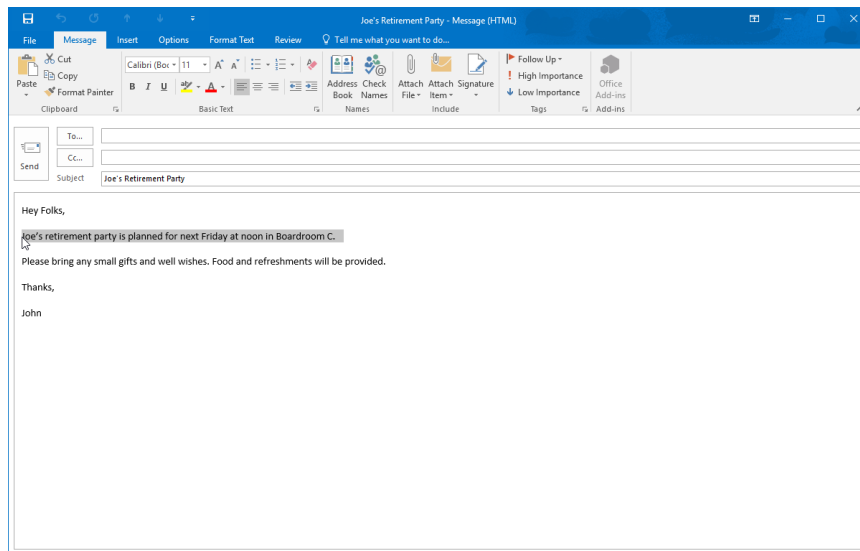 Joe's Retirement Party - Message (HTML)
File Message Insert Options Format Text Review Tell me what you want to do...
Cut
Copy
Format Painter
Paste
Clipboard
Calibri (Boc 11
B I U
Basic Text
Address Book
Check Names
Names
Attach File
Attach Item
Signature
Include
Follow Up
High Importance
Low Importance
Tags
Office Add-ins
Add-ins
Send
To...
Cc...
Subject Joe's Retirement Party
Hey Folks,
Joe's retirement party is planned for next Friday at noon in Boardroom C.
Please bring any small gifts and well wishes. Food and refreshments will be provided.
Thanks,
John